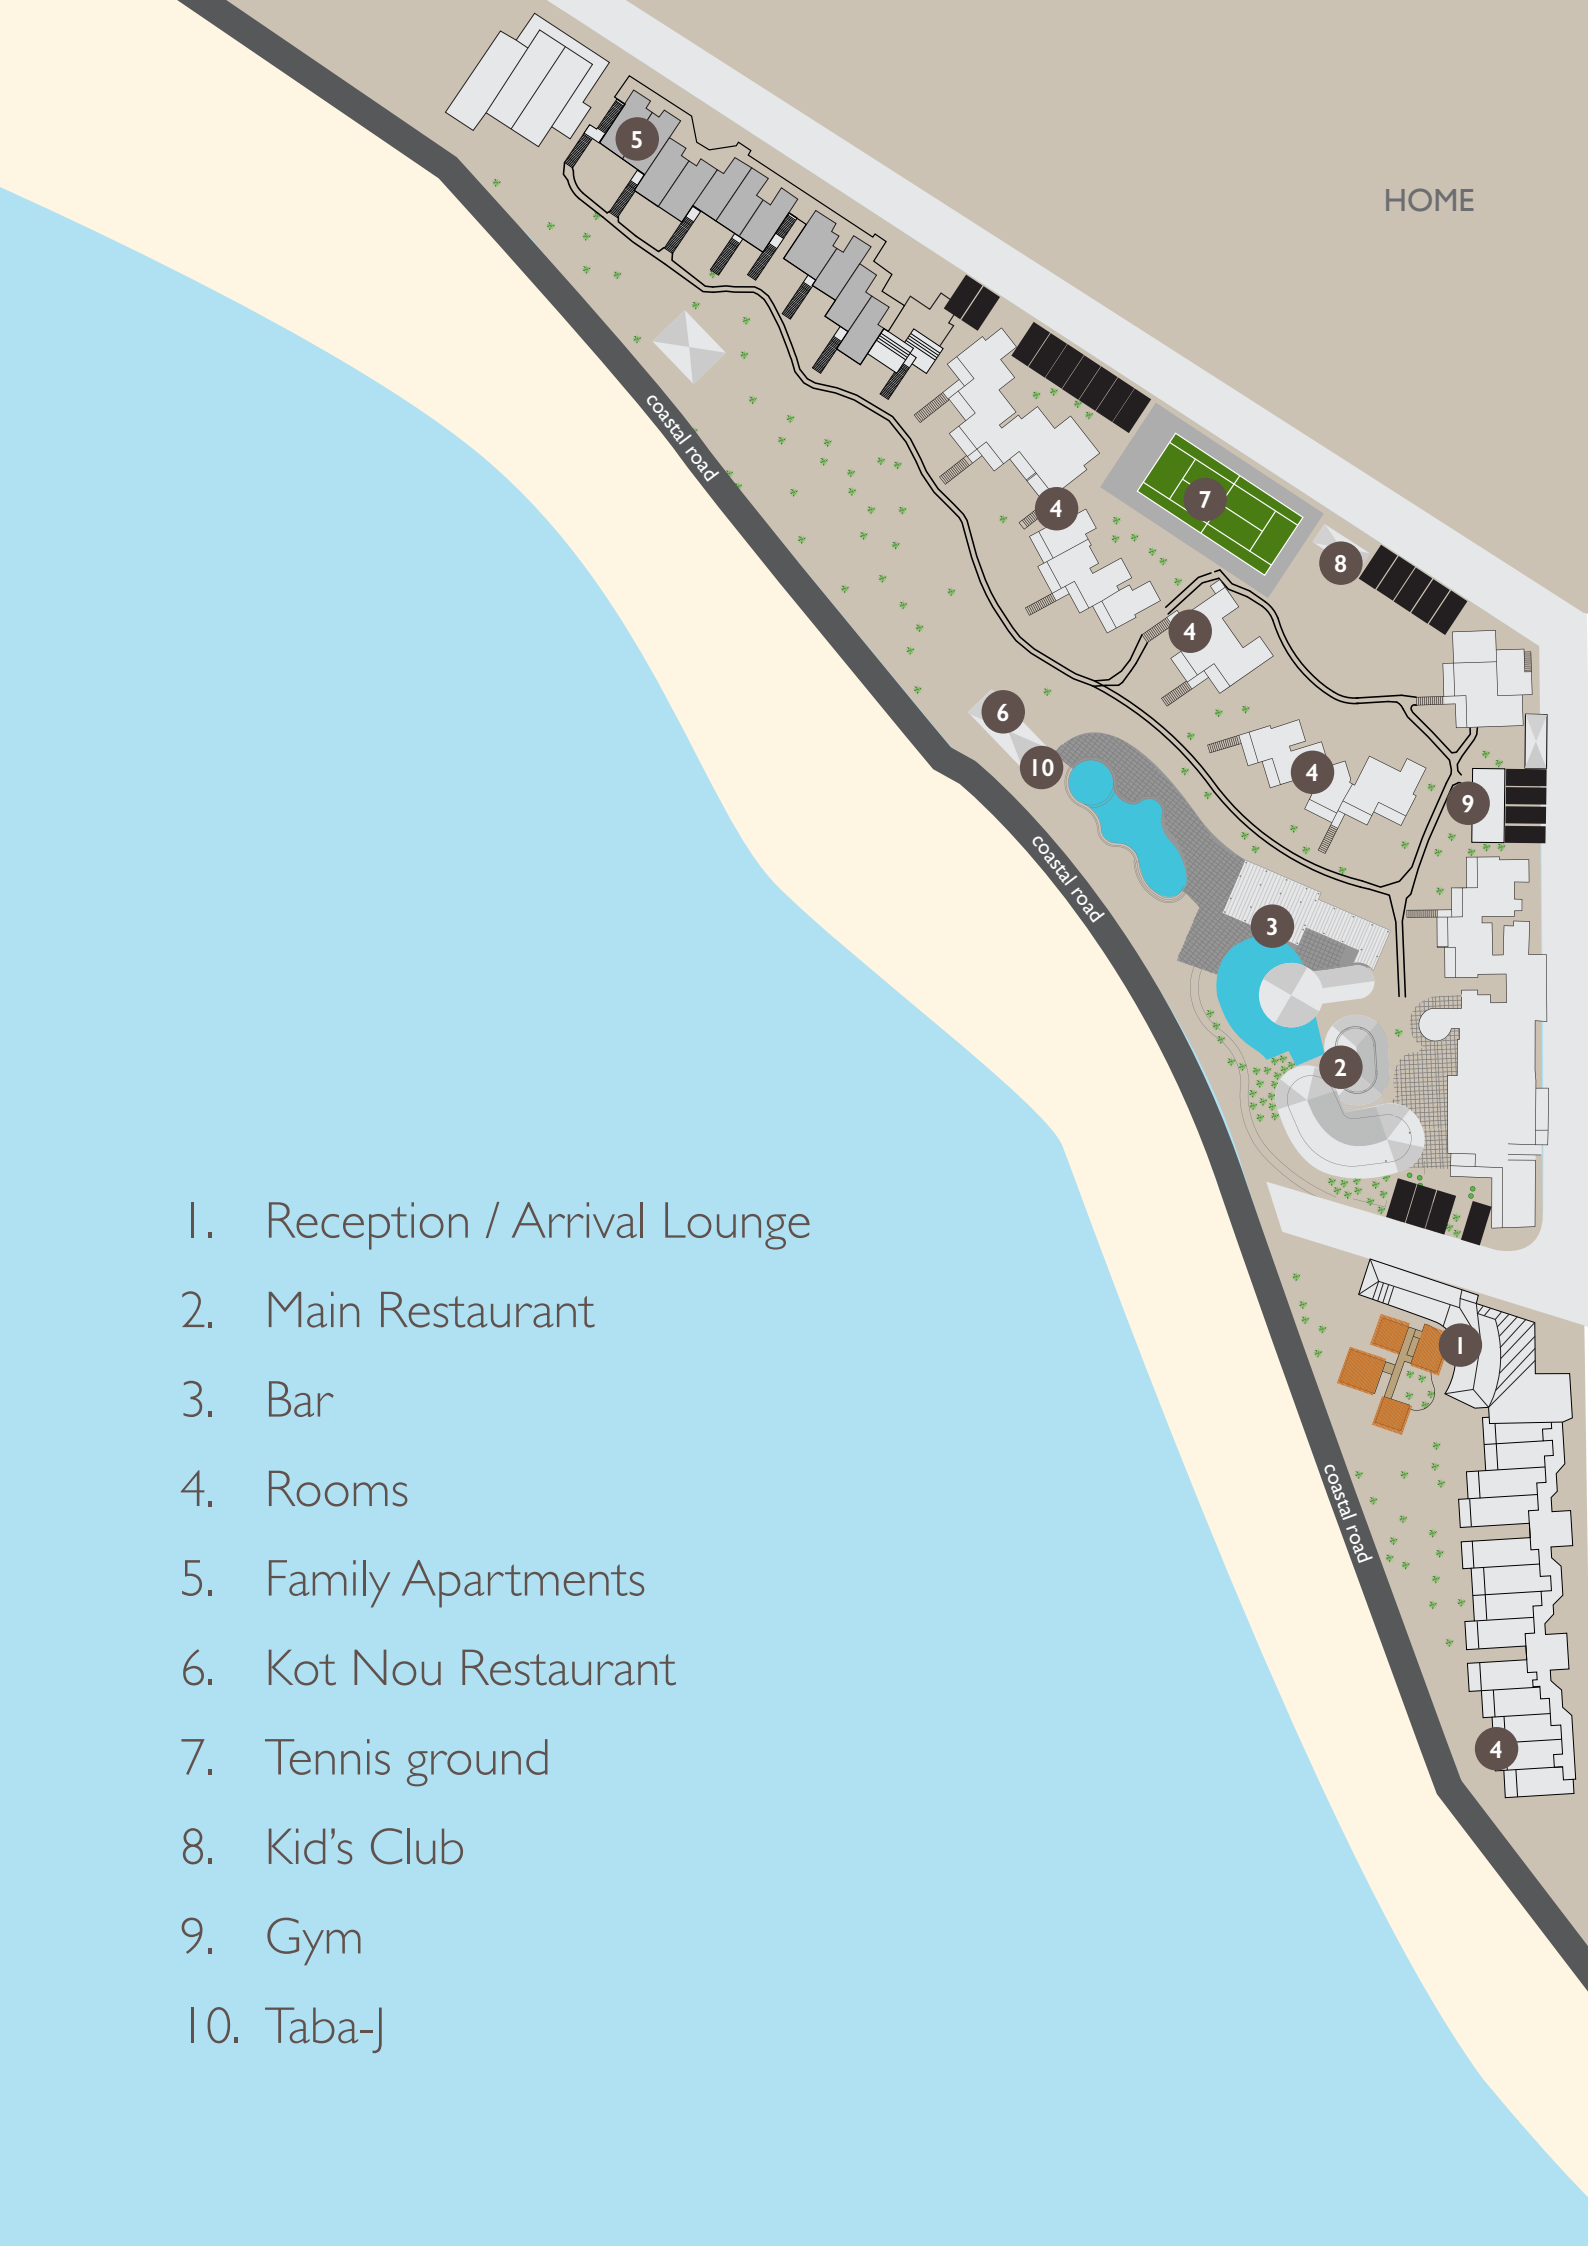 5
HOME
coastal road
7
4
8
4
6
10
4
9
coastal road
3
2
1. Reception / Arrival Lounge
2. Main Restaurant
1
3. Bar
4. Rooms
coastal road
5. Family Apartments
6. Kot Nou Restaurant
7. Tennis ground
4
8. Kid's Club
9. Gym
10. Taba-J